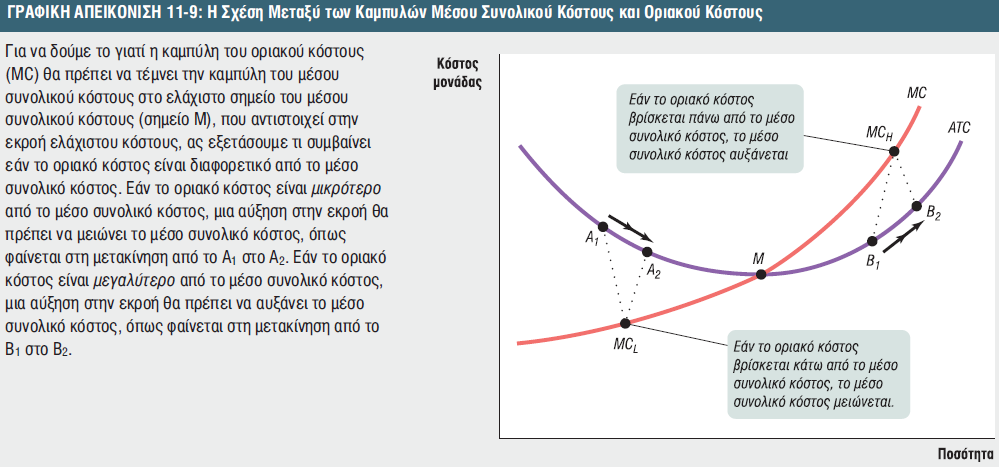 ΓΡΑΦΙΚΗ ΑΠΕΙΚΟΝΙΣΗ 11-9: Η Σχέση Μεταξύ των Καμπυλών Μέσου Συνολικού Κόστους και Οριακού Κόστους
Για να δούμε το γιατί η καμπύλη του οριακού κόστους
(MC) θα πρέπει να τέμνει την καμπύλη του μέσου
συνολικού κόστους στο ελάχιστο σημείο του μέσου
συνολικού κόστους (σημείο M), που αντιστοιχεί στην
εκροή ελάχιστου κόστους, ας εξετάσουμε τι συμβαίνει
εάν το οριακό κόστος είναι διαφορετικό από το μέσο
συνολικό κόστος. Εάν το οριακό κόστος είναι μικρότερο
από το μέσο συνολικό κόστος, μια αύξηση στην εκροή θα
πρέπει να μειώνει το μέσο συνολικό κόστος, όπως
φαίνεται στη μετακίνηση από το A1 στο A2. Εάν το οριακό
κόστος είναι μεγαλύτερο από το μέσο συνολικό κόστος,
μια αύξηση στην εκροή θα πρέπει να αυξάνει το μέσο
συνολικό κόστος, όπως φαίνεται στη μετακίνηση από το
B1 στο B2.
Κόστος
μονάδας
Εάν το οριακό κόστος
βρίσκεται πάνω από το μέσο
συνολικό κόστος, το μέσο
συνολικό κόστος αυξάνεται
MC
MCH
ATC
A1
A2
M
B1
B2
MCL
Εάν το οριακό κόστος
βρίσκεται κάτω από το μέσο
συνολικό κόστος, το μέσο
συνολικό κόστος μειώνεται.
Ποσότητα